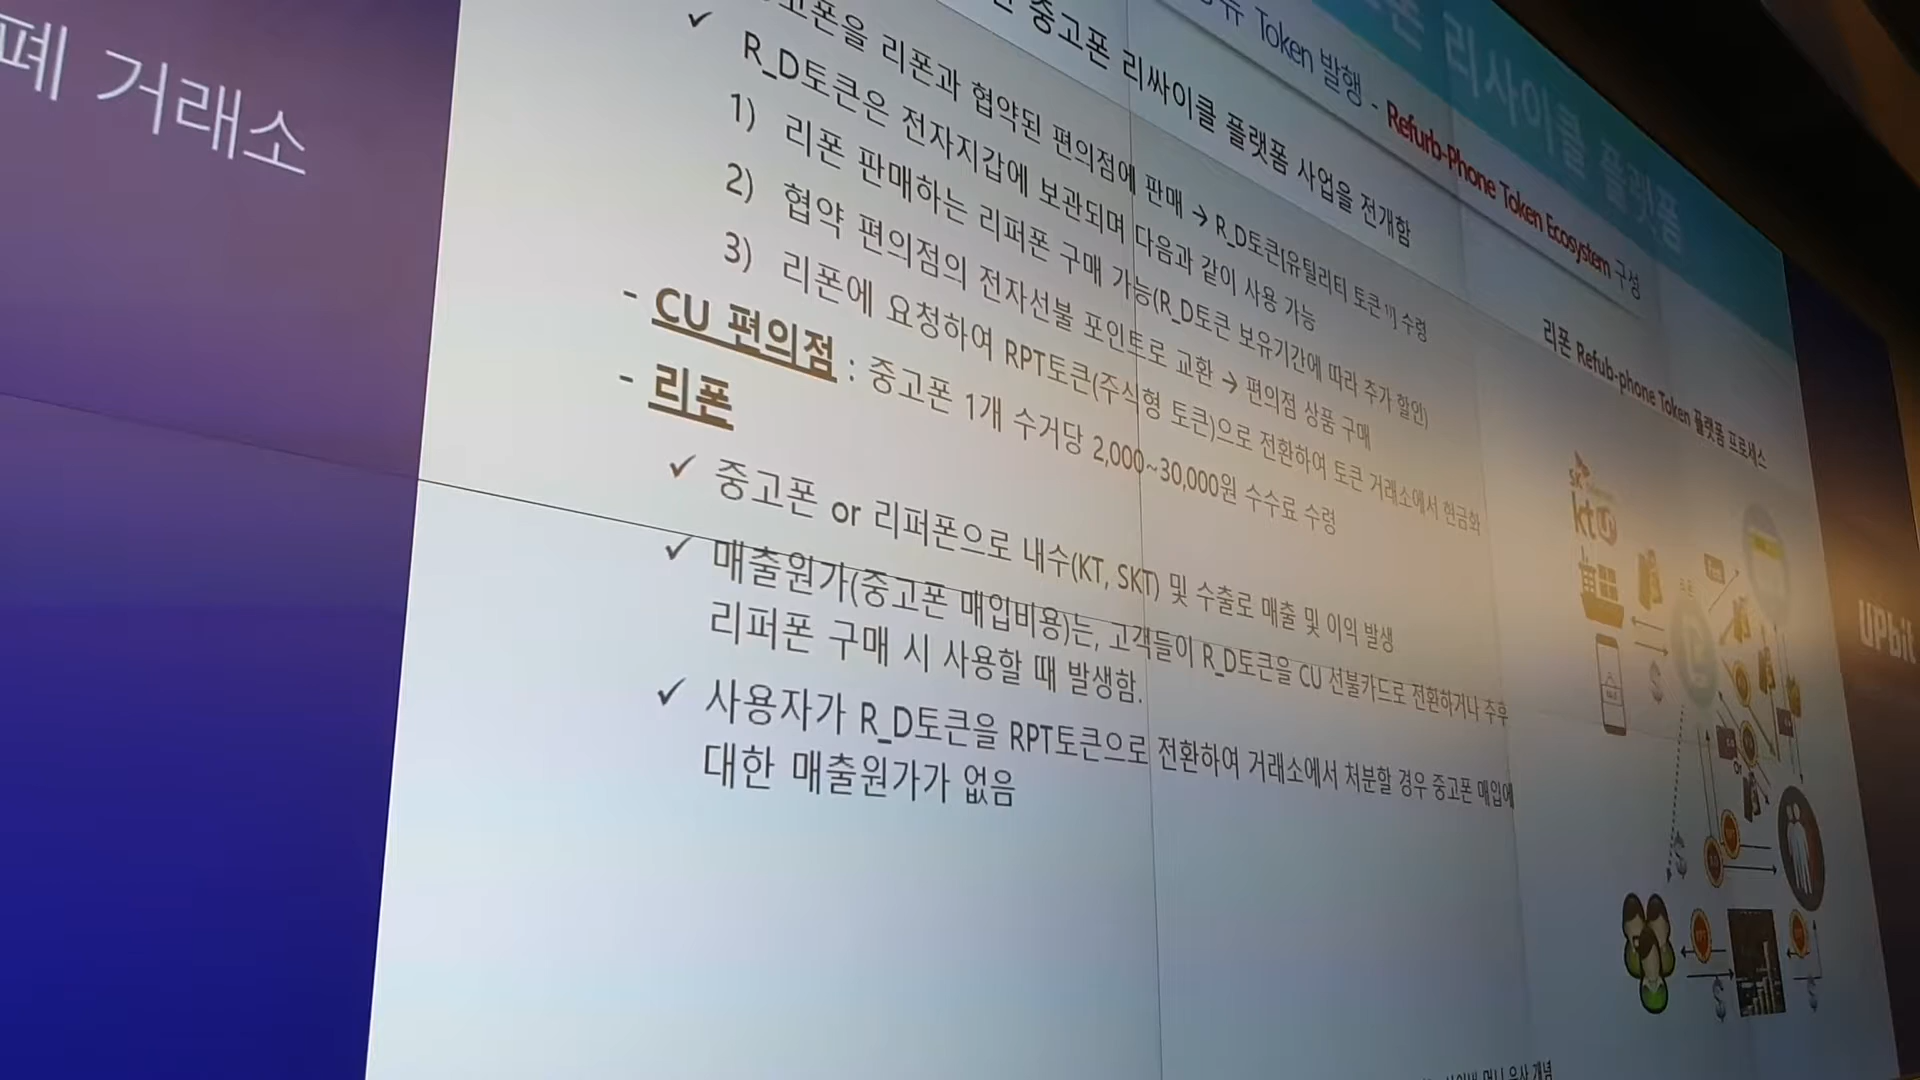 폐 거래소
리사이클 플랫폼
Token 발행 - Refurb-Phone Token Ecosystem 구성
중고폰 리싸이클 플랫폼 사업을 전개함
리폰과 협약된 편의점에 판매 → R_D토큰[유틸리티 토큰 1)] 수령
✓ R_D토큰은 전자지갑에 보관되며 다음과 같이 사용 가능
1) 리폰 판매하는 리퍼폰 구매 가능(R_D토큰 보유기간에 따라 추가 할인)
2) 협약 편의점의 전자선불 포인트로 교환 → 편의점 상품 구매
3) 리폰에 요청하여 RPT토큰(주식형 토큰)으로 전환하여 토큰 거래소에서 현금화
- CU 편의점 : 중고폰 1개 수거당 2,000~30,000원 수수료 수령
- 리폰
✓ 중고폰 or 리퍼폰으로 내수(KT, SKT) 및 수출로 매출 및 이익 발생
✓ 매출원가(중고폰 매입비용)는, 고객들이 R_D토큰을 CU 선불카드로 전환하거나 추후
리퍼폰 구매 시 사용할 때 발생함.
✓ 사용자가 R_D토큰을 RPT토큰으로 전환하여 거래소에서 처분할 경우 중고폰 매입에
대한 매출원가가 없음
리폰 Refub-phone Token 플랫폼 프로세스
SK
kt
UPbit